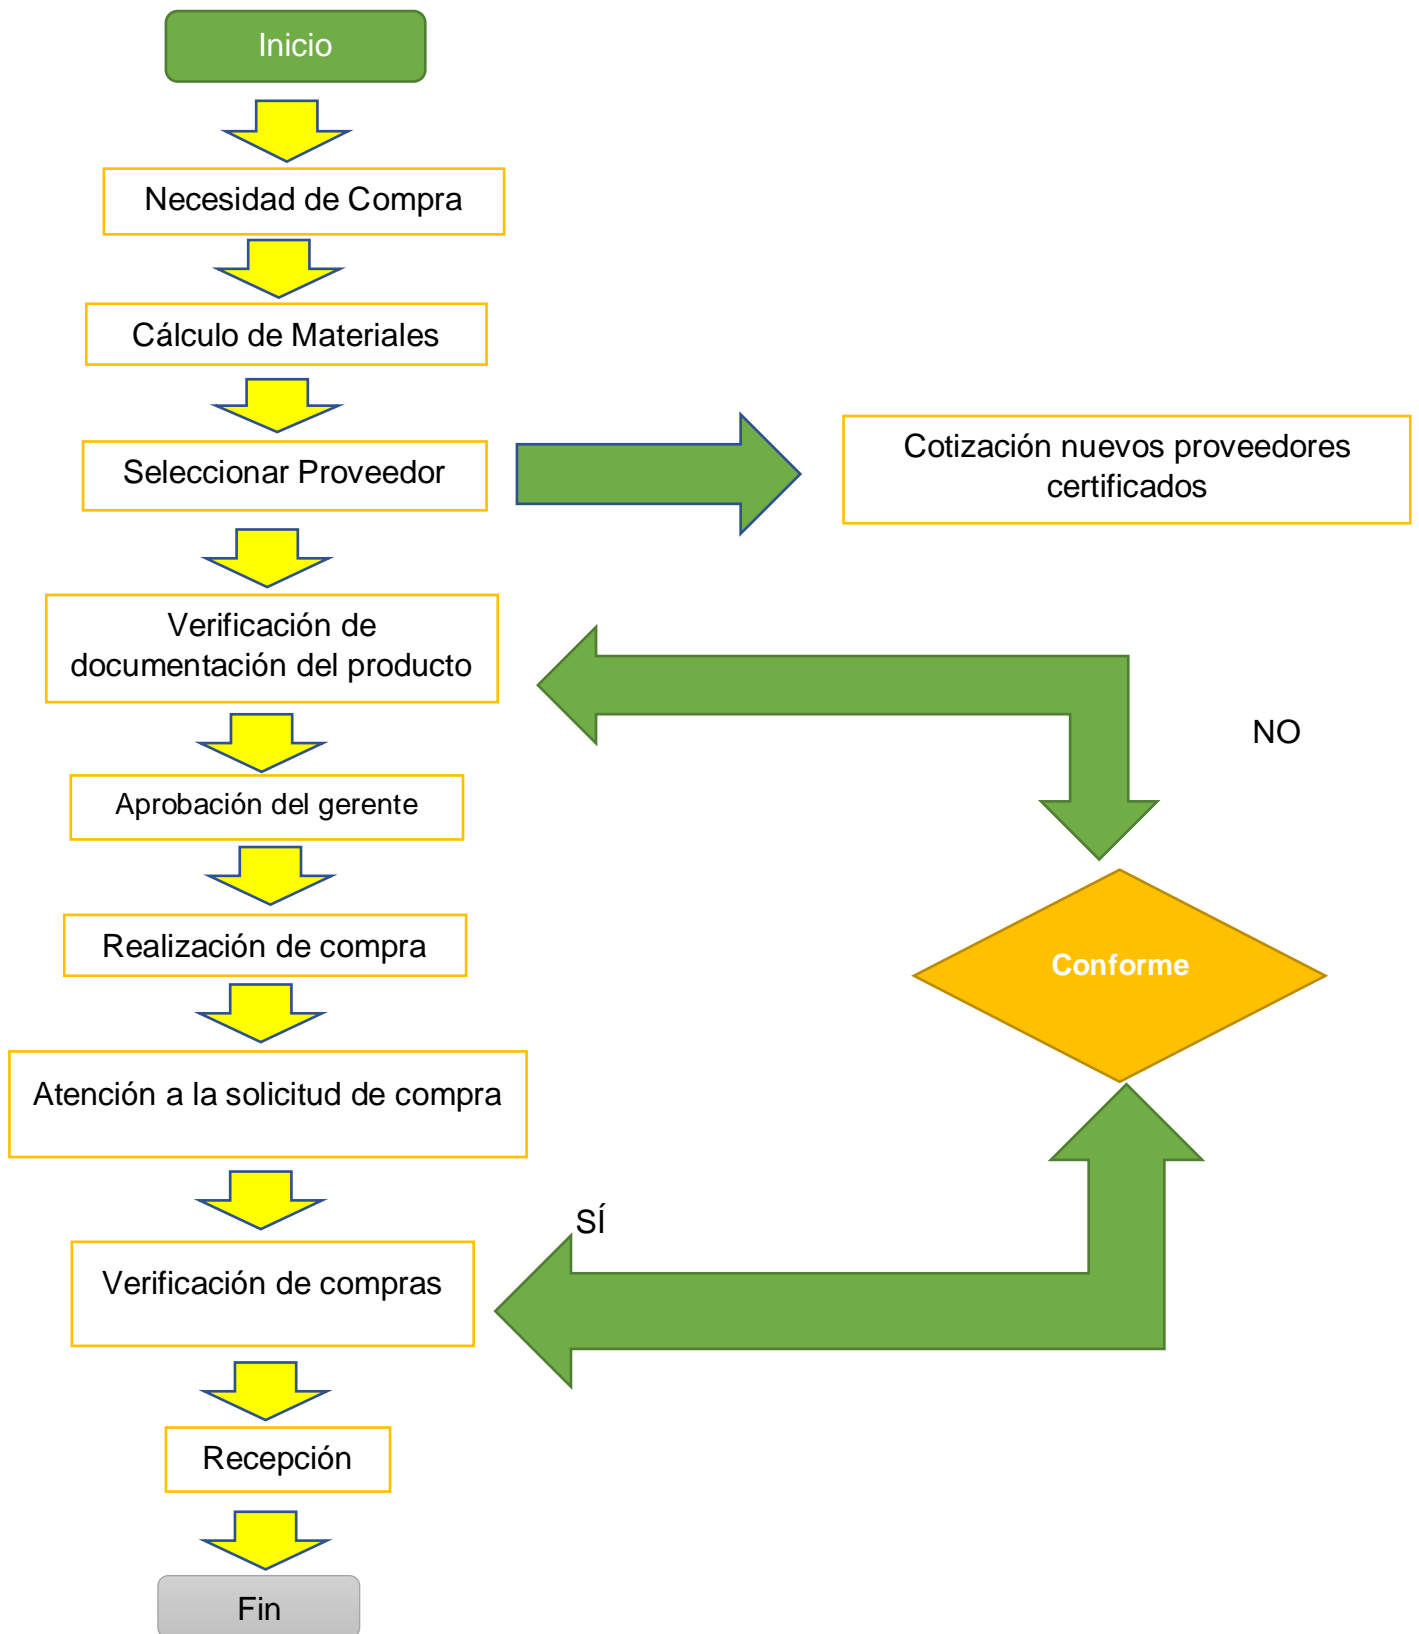 Inicio
Necesidad de Compra
Cálculo de Materiales
Seleccionar Proveedor
Cotización nuevos proveedores
certificados
Verificación de
documentación del producto
NO
Aprobación del gerente
Realización de compra
Conforme
Atención a la solicitud de compra
SÍ
Verificación de compras
Recepción
Fin